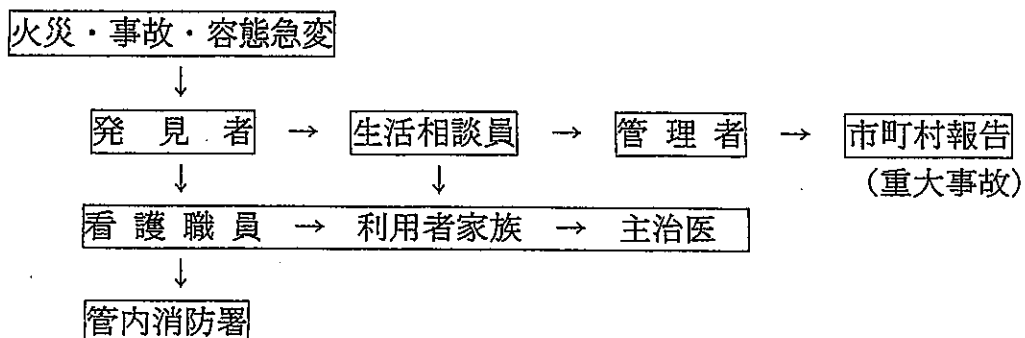 火災・事故・容態急変
↓
発見者 → 生活相談員 → 管理者 → 市町村報告
↓ ↓ (重大事故)
看護職員 → 利用者家族 → 主治医
↓
管内消防署